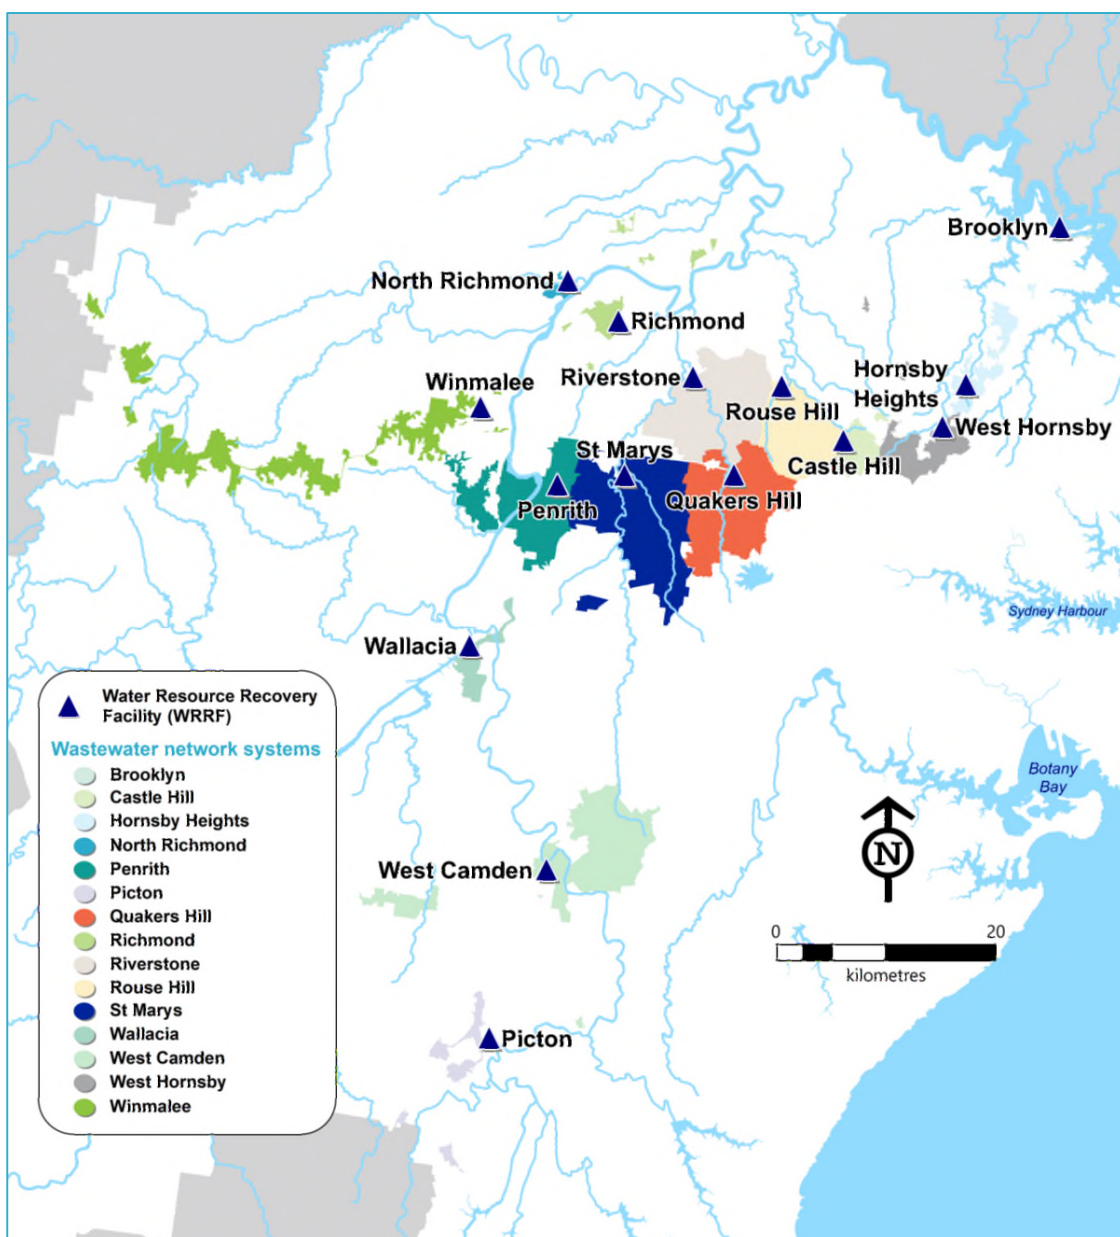 Brooklyn
North Richmond
Richmond
Riverstone
Hornsby
Heights
Winmalee
Rouse Hill
West Hornsby
St Marys
Castle Hill
Penrith
Quakers Hill
Sydney Harbour
Wallacia
Water Resource Recovery
Facility (WRRF)
Wastewater network systems
Brooklyn
Castle Hill
Hornsby Heights
North Richmond
Penrith
Picton
Quakers Hill
Richmond
Riverstone
Rouse Hill
St Marys
Wallacia
West Camden
West Hornsby
Winmalee
Botany
Bay
N
West Camden
0 20
kilometres
Picton